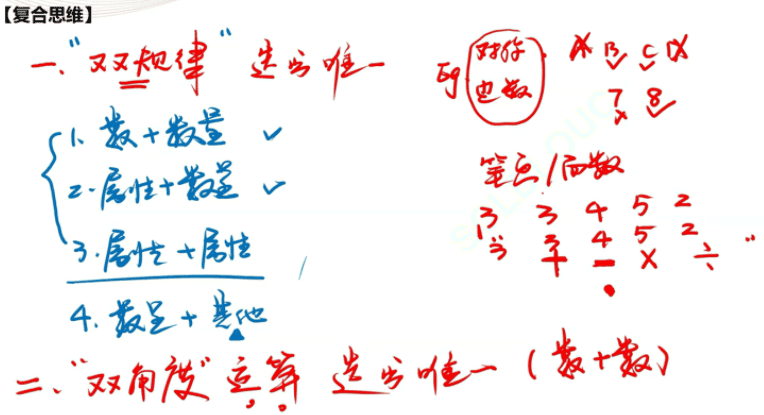 【复合思维】
一、“双规律” 选出唯一
1. 数+数量 ✓
2. 属性+数量 ✓
3. 属性+属性
4. 数量+其他
eg 对称 A B C D
曲数 7 8
笔画/面数
13 3 4 5 2
3 3 4 5 2
+ - × ÷
二、“双角度”运算 选出唯一(数+数)